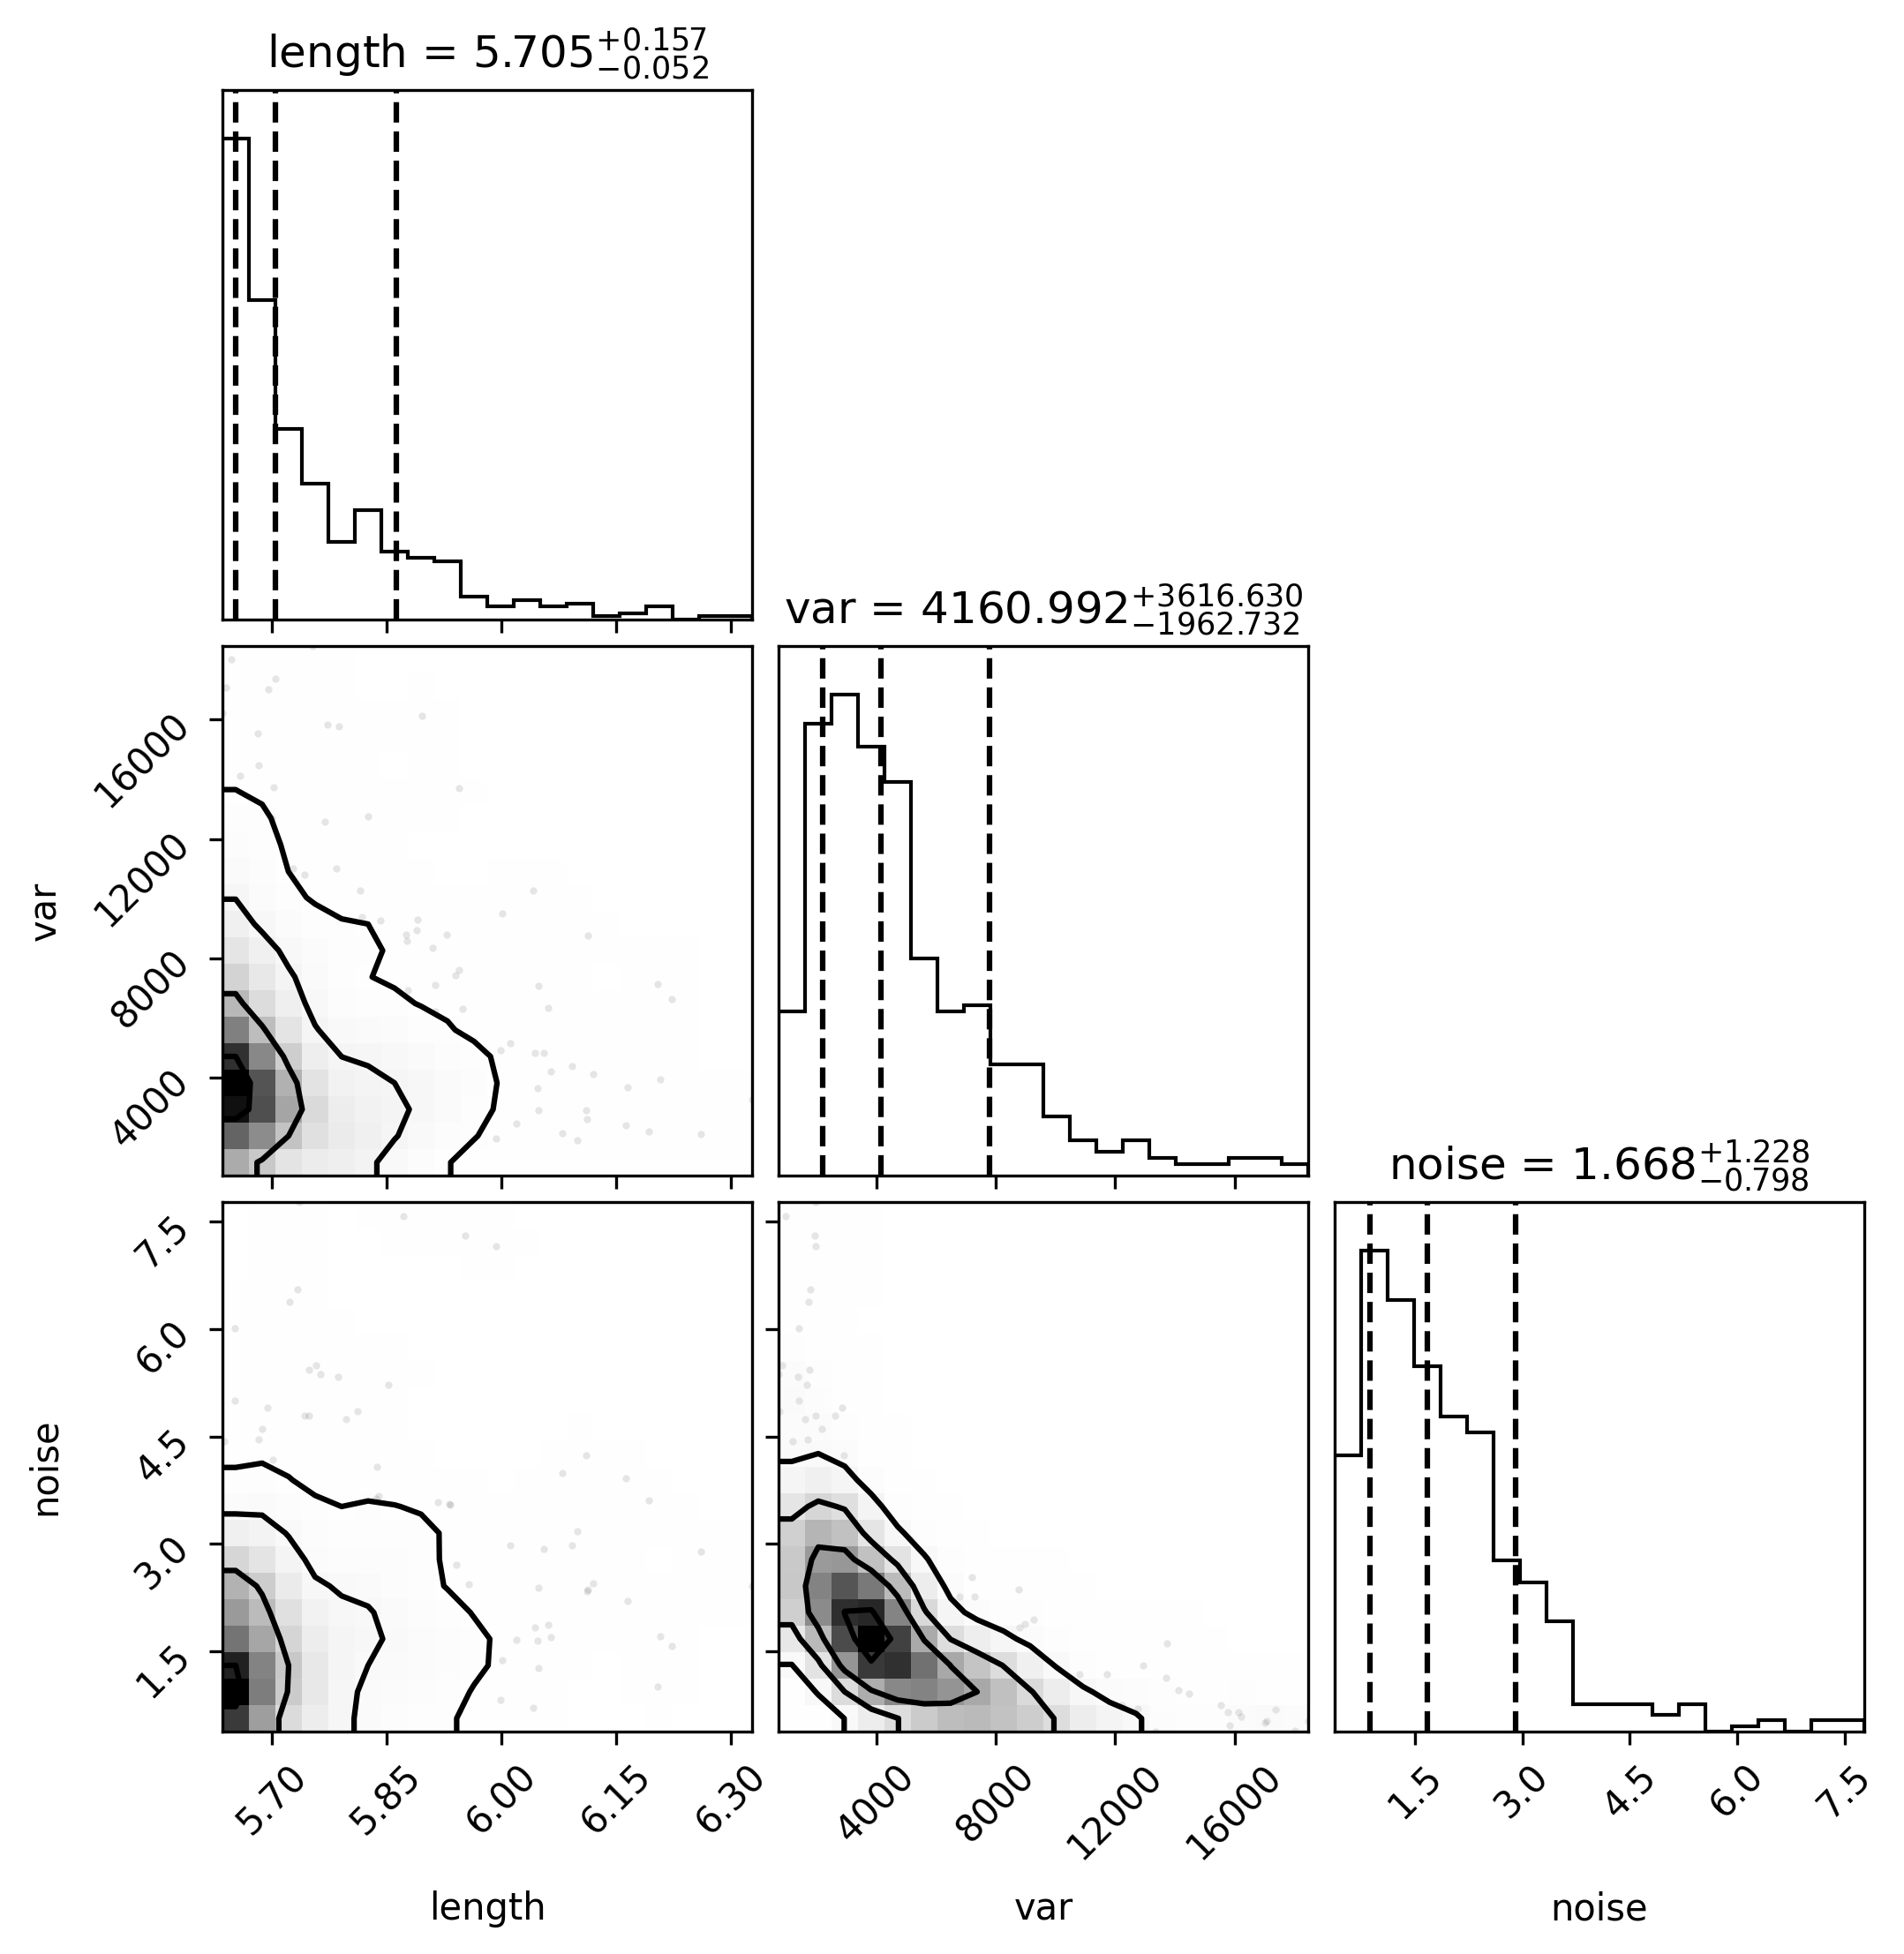 length = 5.705 +0.157 −0.052
var = 4160.992 +3616.630 −1962.732
16000
12000
8000
4000
var
noise = 1.668 +1.228 −0.798
7.5
6.0
4.5
3.0
1.5
noise
5.70 5.85 6.00 6.15 6.30
4000 8000 12000 16000
1.5 3.0 4.5 6.0 7.5
length
var
noise